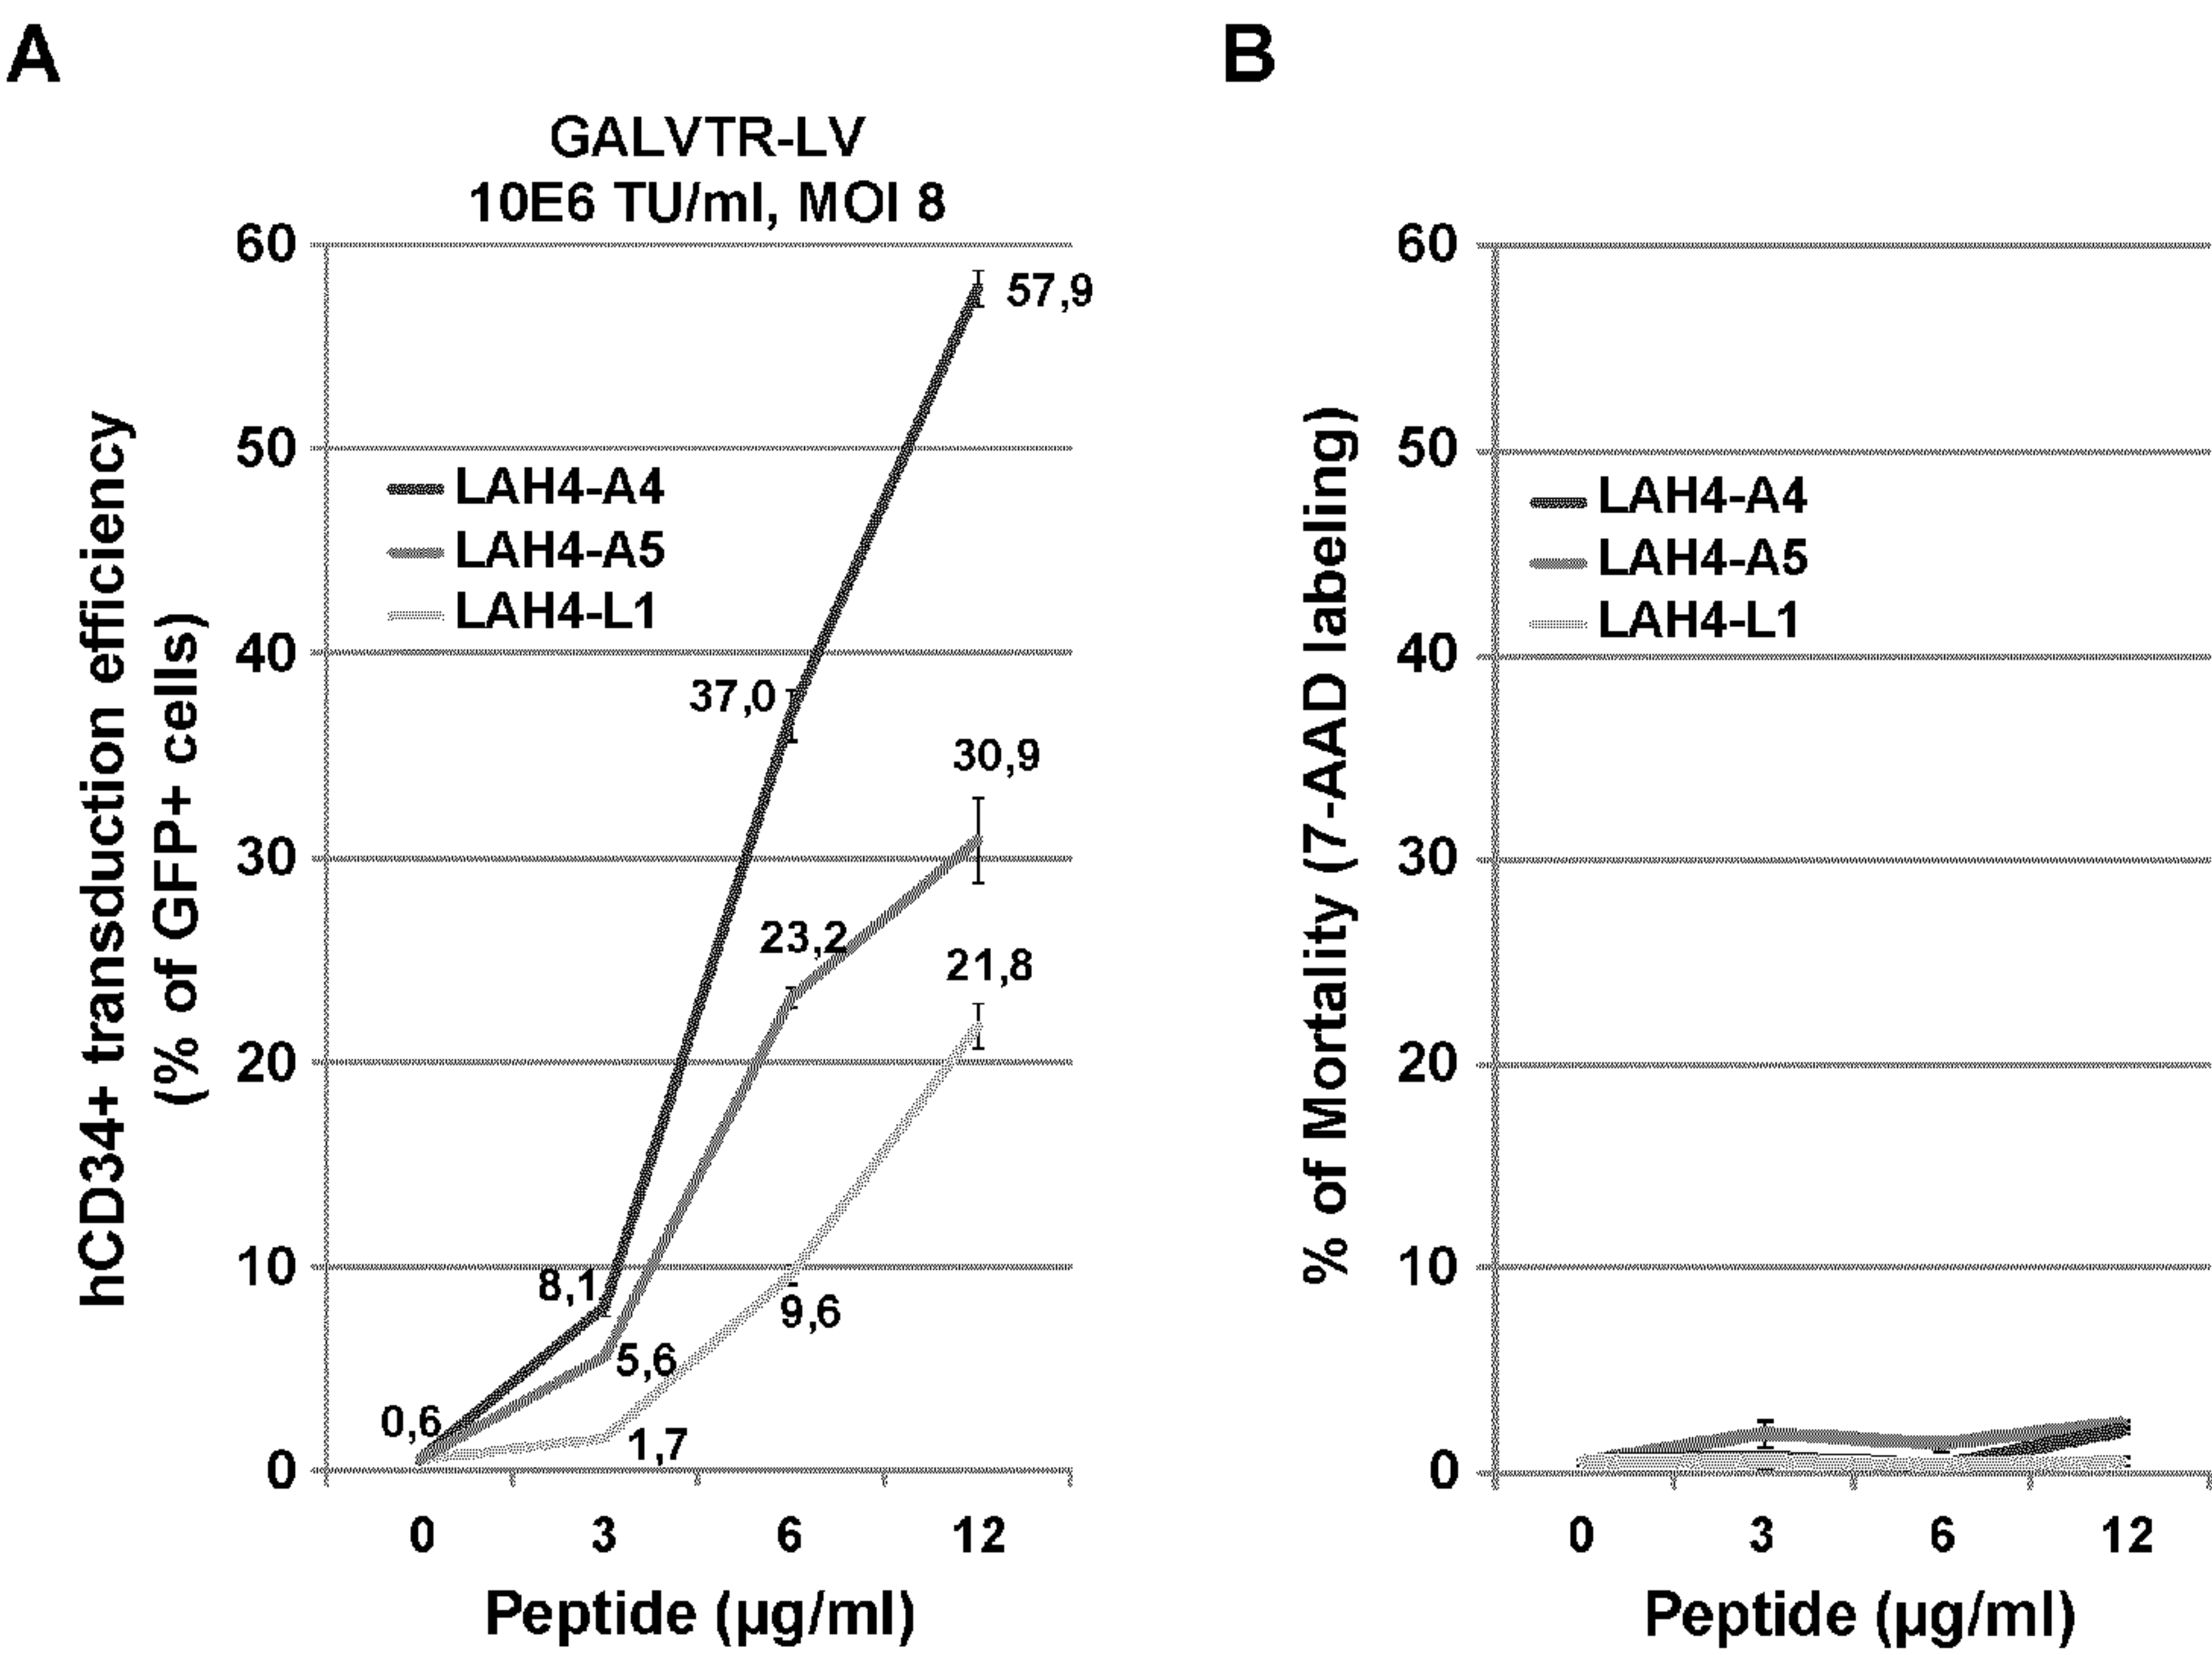 A
GALVTR-LV
10E6 TU/ml, MOI 8
hCD34+ transduction efficiency
(% of GFP+ cells)
60
50
40
30
20
10
0
LAH4-A4
LAH4-A5
LAH4-L1
57,9
37,0
30,9
23,2
21,8
8,1
9,6
5,6
0,6
1,7
0 3 6 12
Peptide (µg/ml)
B
% of Mortality (7-AAD labeling)
60
50
40
30
20
10
0
LAH4-A4
LAH4-A5
LAH4-L1
0 3 6 12
Peptide (µg/ml)